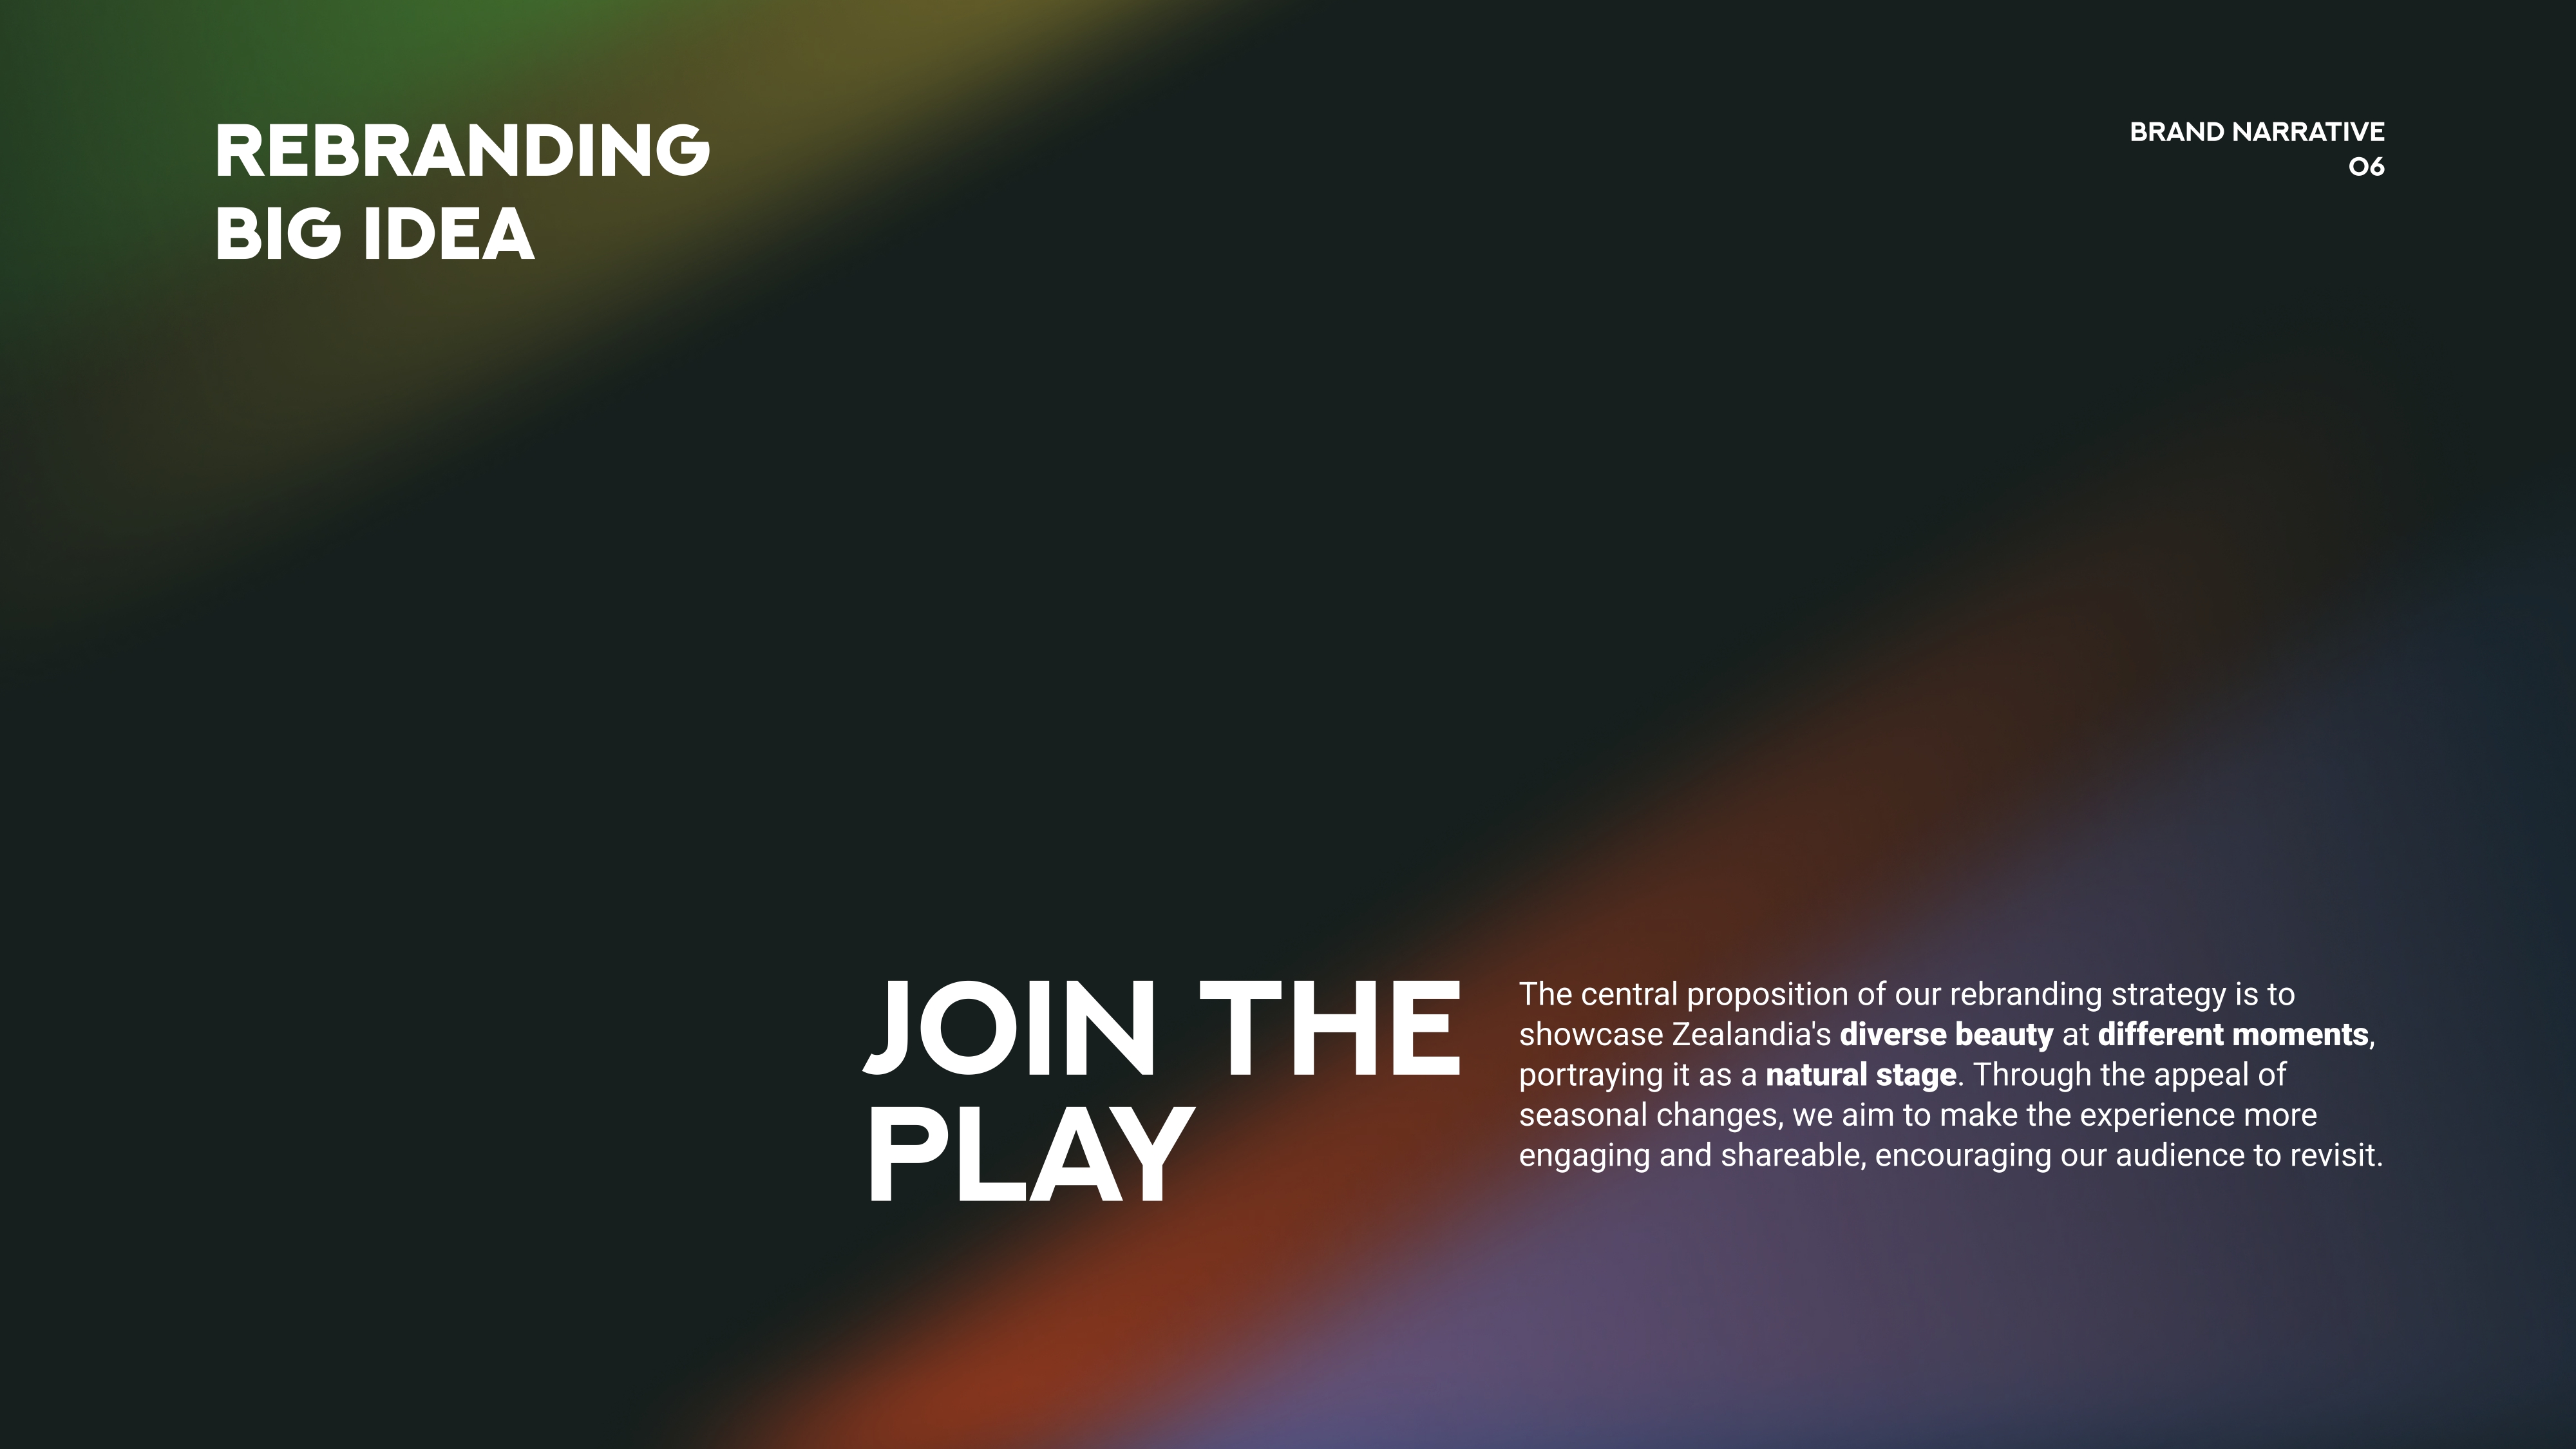 REBRANDING
BIG IDEA
BRAND NARRATIVE
06
JOIN THE
PLAY
The central proposition of our rebranding strategy is to
showcase Zealandia's diverse beauty at different moments,
portraying it as a natural stage. Through the appeal of
seasonal changes, we aim to make the experience more
engaging and shareable, encouraging our audience to revisit.